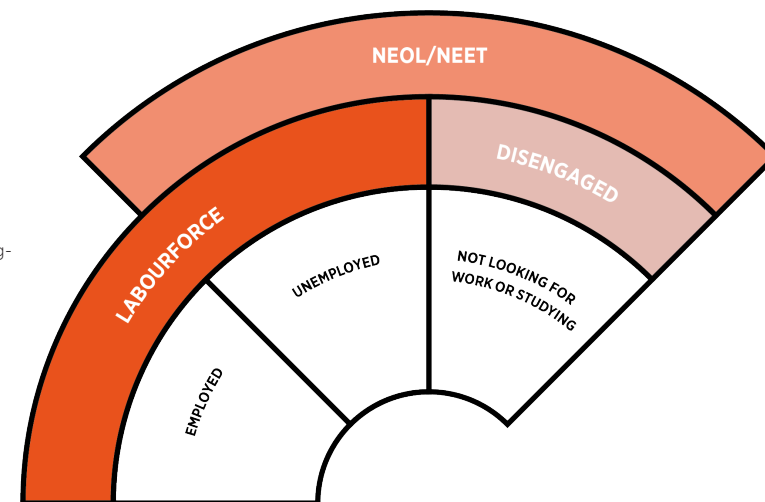 NEOL/NEET
DISENGAGED
LABOURFORCE
g-
UNEMPLOYED
NOT LOOKING FOR
WORK OR STUDYING
EMPLOYED